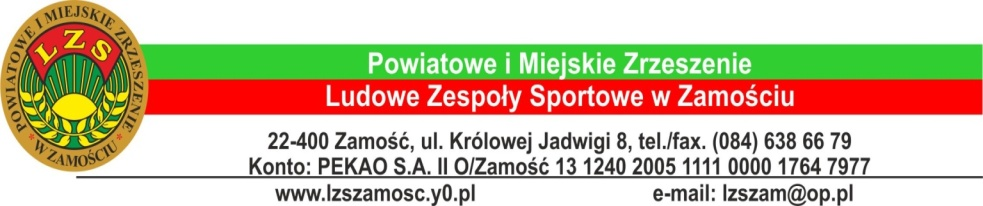 POWIATOWE I MIEJSKIE ZRZESZENIE
LZS
* W ZAMOŚCIU *
Powiatowe i Miejskie Zrzeszenie
Ludowe Zespoły Sportowe w Zamościu
22-400 Zamość, ul. Królowej Jadwigi 8, tel./fax. (084) 638 66 79
Konto: PEKAO S.A. II O/Zamość 13 1240 2005 1111 0000 1764 7977
www.lzszamosc.y0.pl e-mail: lzszam@op.pl